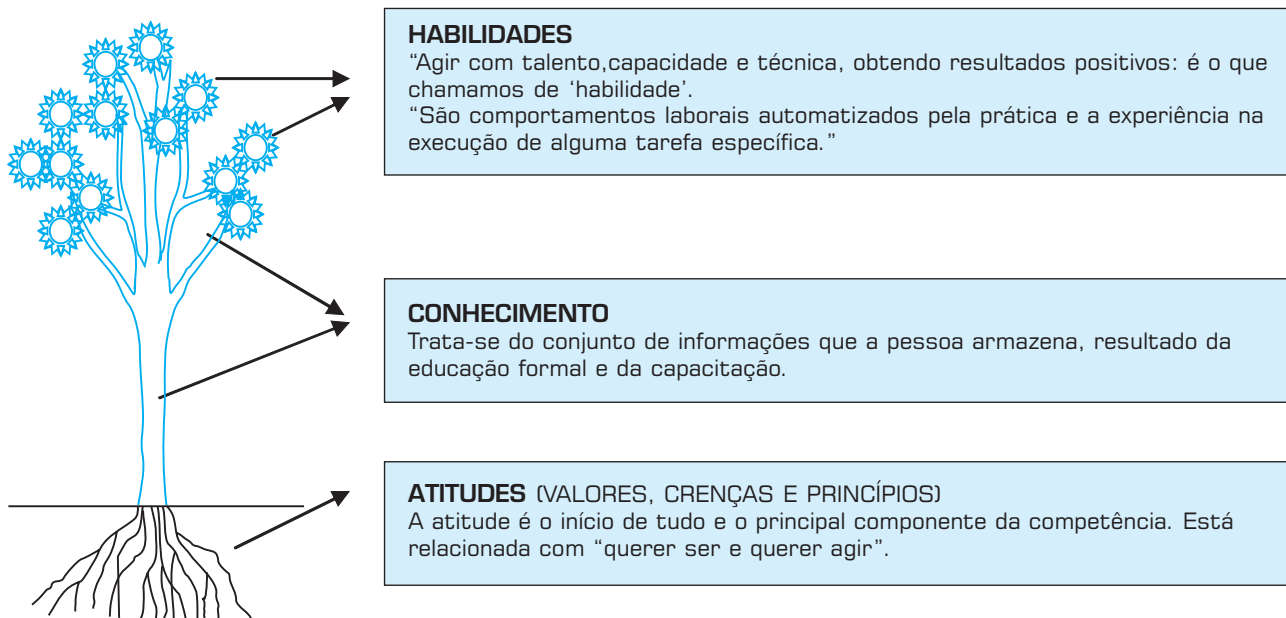 HABILIDADES
“Agir com talento,capacidade e técnica, obtendo resultados positivos: é o que
chamamos de ‘habilidade’.
“São comportamentos laborais automatizados pela prática e a experiência na
execução de alguma tarefa específica.”
CONHECIMENTO
Trata-se do conjunto de informações que a pessoa armazena, resultado da
educação formal e da capacitação.
ATITUDES (VALORES, CRENÇAS E PRINCÍPIOS)
A atitude é o início de tudo e o principal componente da competência. Está
relacionada com “querer ser e querer agir”.